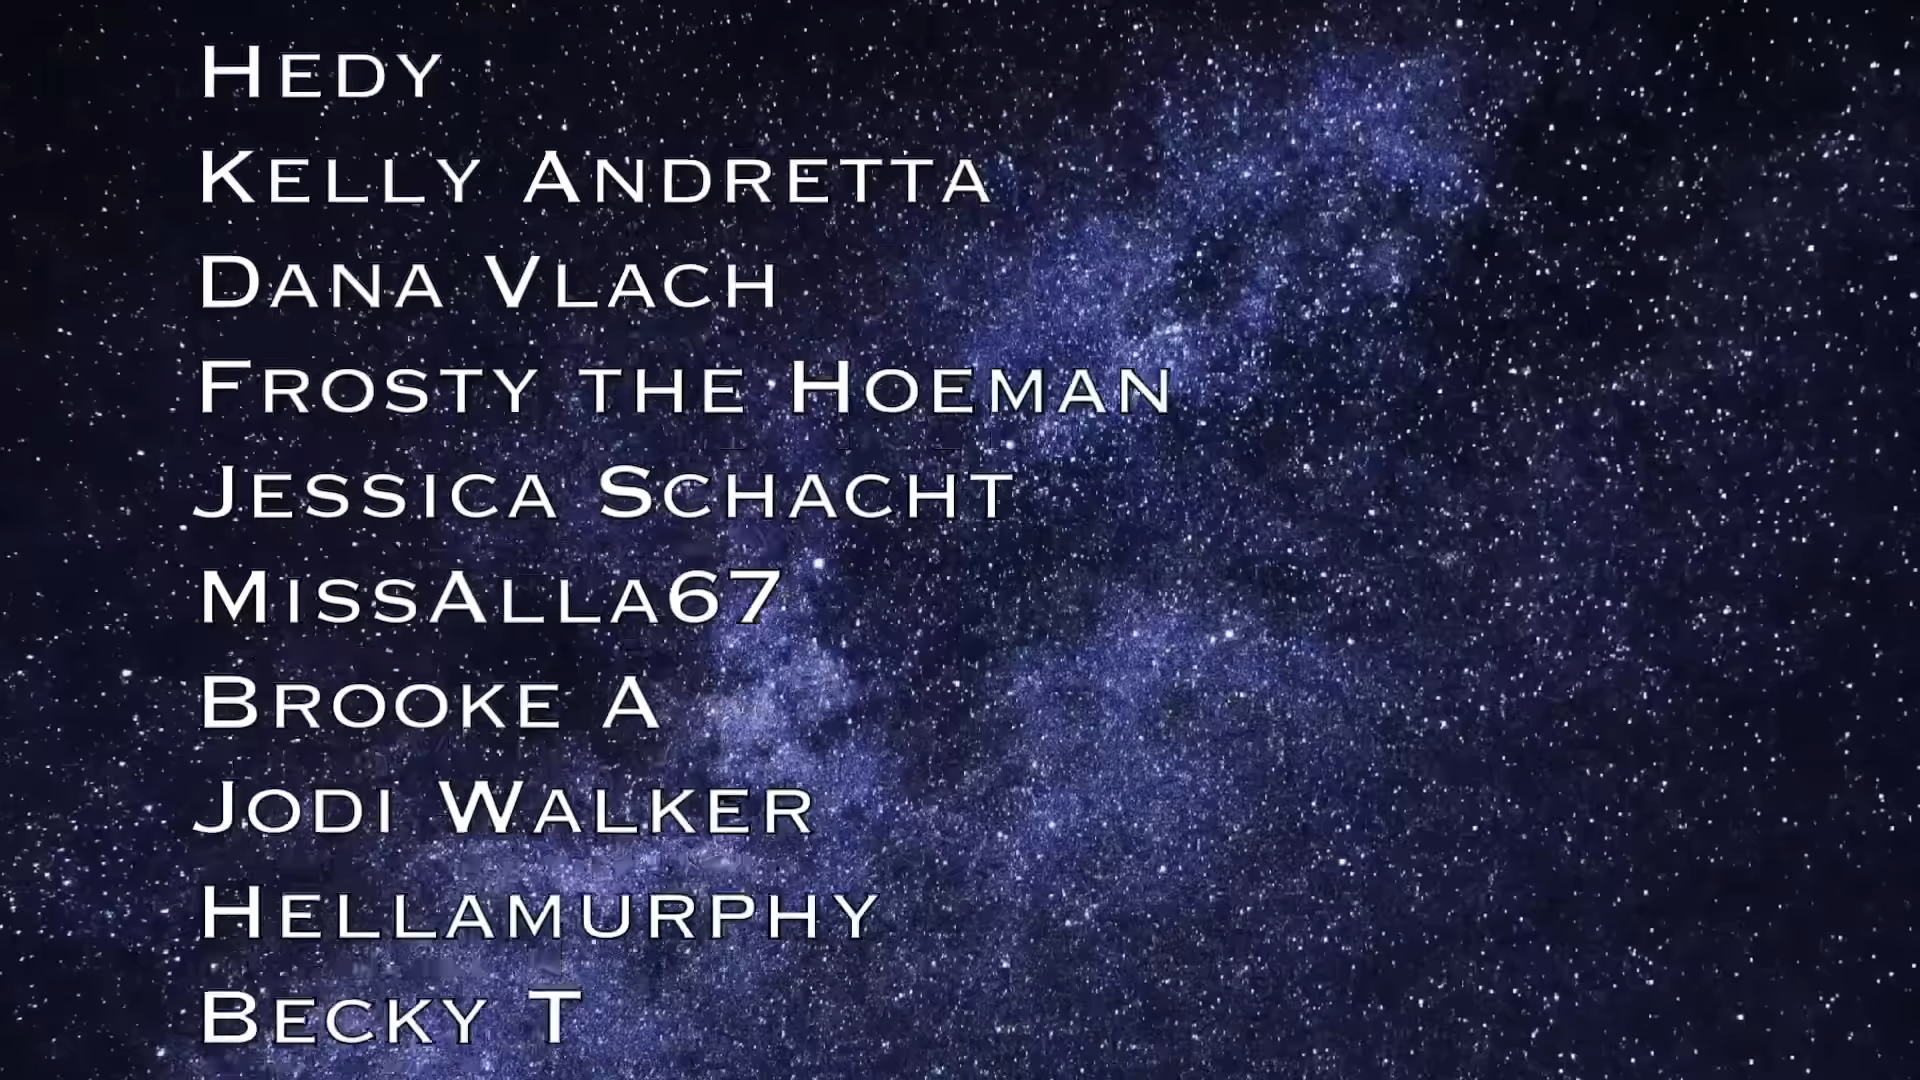 Hedy
Kelly Andretta
Dana Vlach
Frosty the Hoeman
Jessica Schacht
MissAlla67
Brooke A
Jodi Walker
Hellamurphy
Becky T